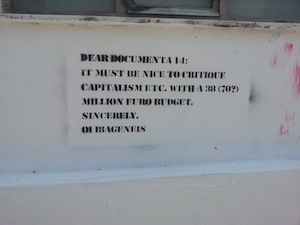 DEAR DOCUMENTA 14:
IT MUST BE NICE TO CRITIQUE
CAPITALISM ETC. WITH A 38 (70?)
MILLION EURO BUDGET.
SINCERELY,
OI IBAGENEIS